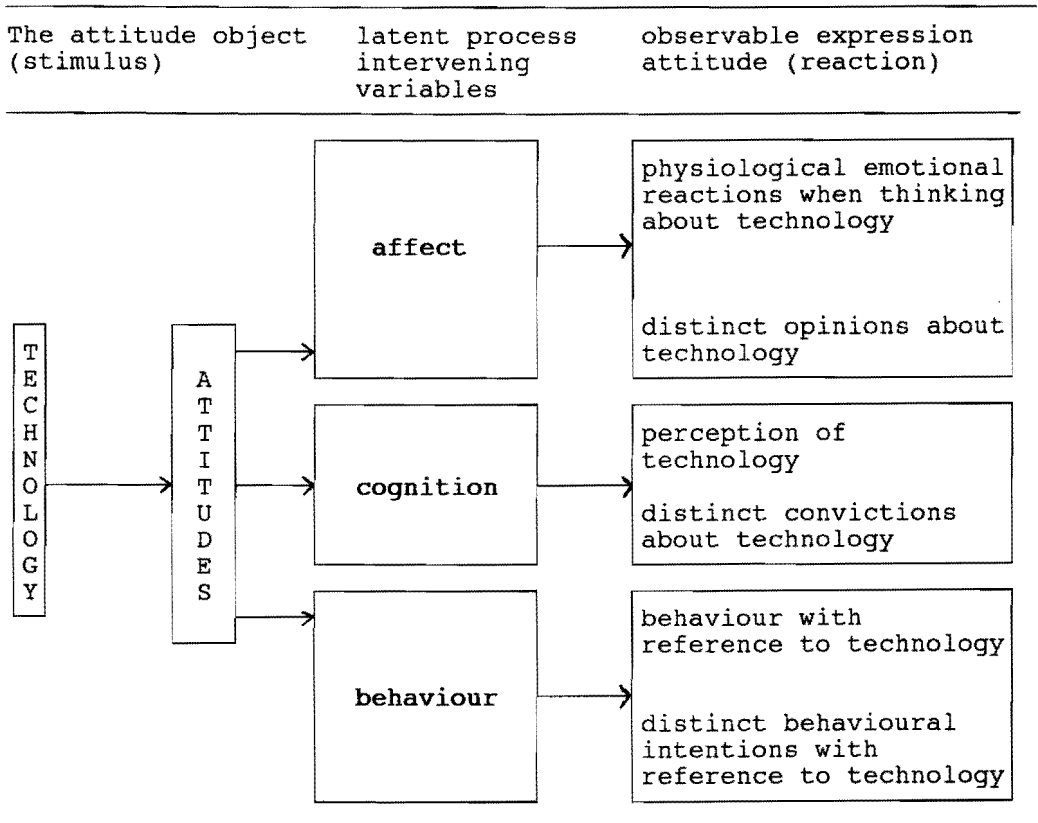 The attitude object
(stimulus)
latent process
intervening
variables
observable expression
attitude (reaction)
TECHNOLOGY
ATTITUDES
affect
physiological emotional
reactions when thinking
about technology
distinct opinions about
technology
cognition
perception of
technology
distinct convictions
about technology
behaviour
behaviour with
reference to technology
distinct behavioural
intentions with
reference to technology